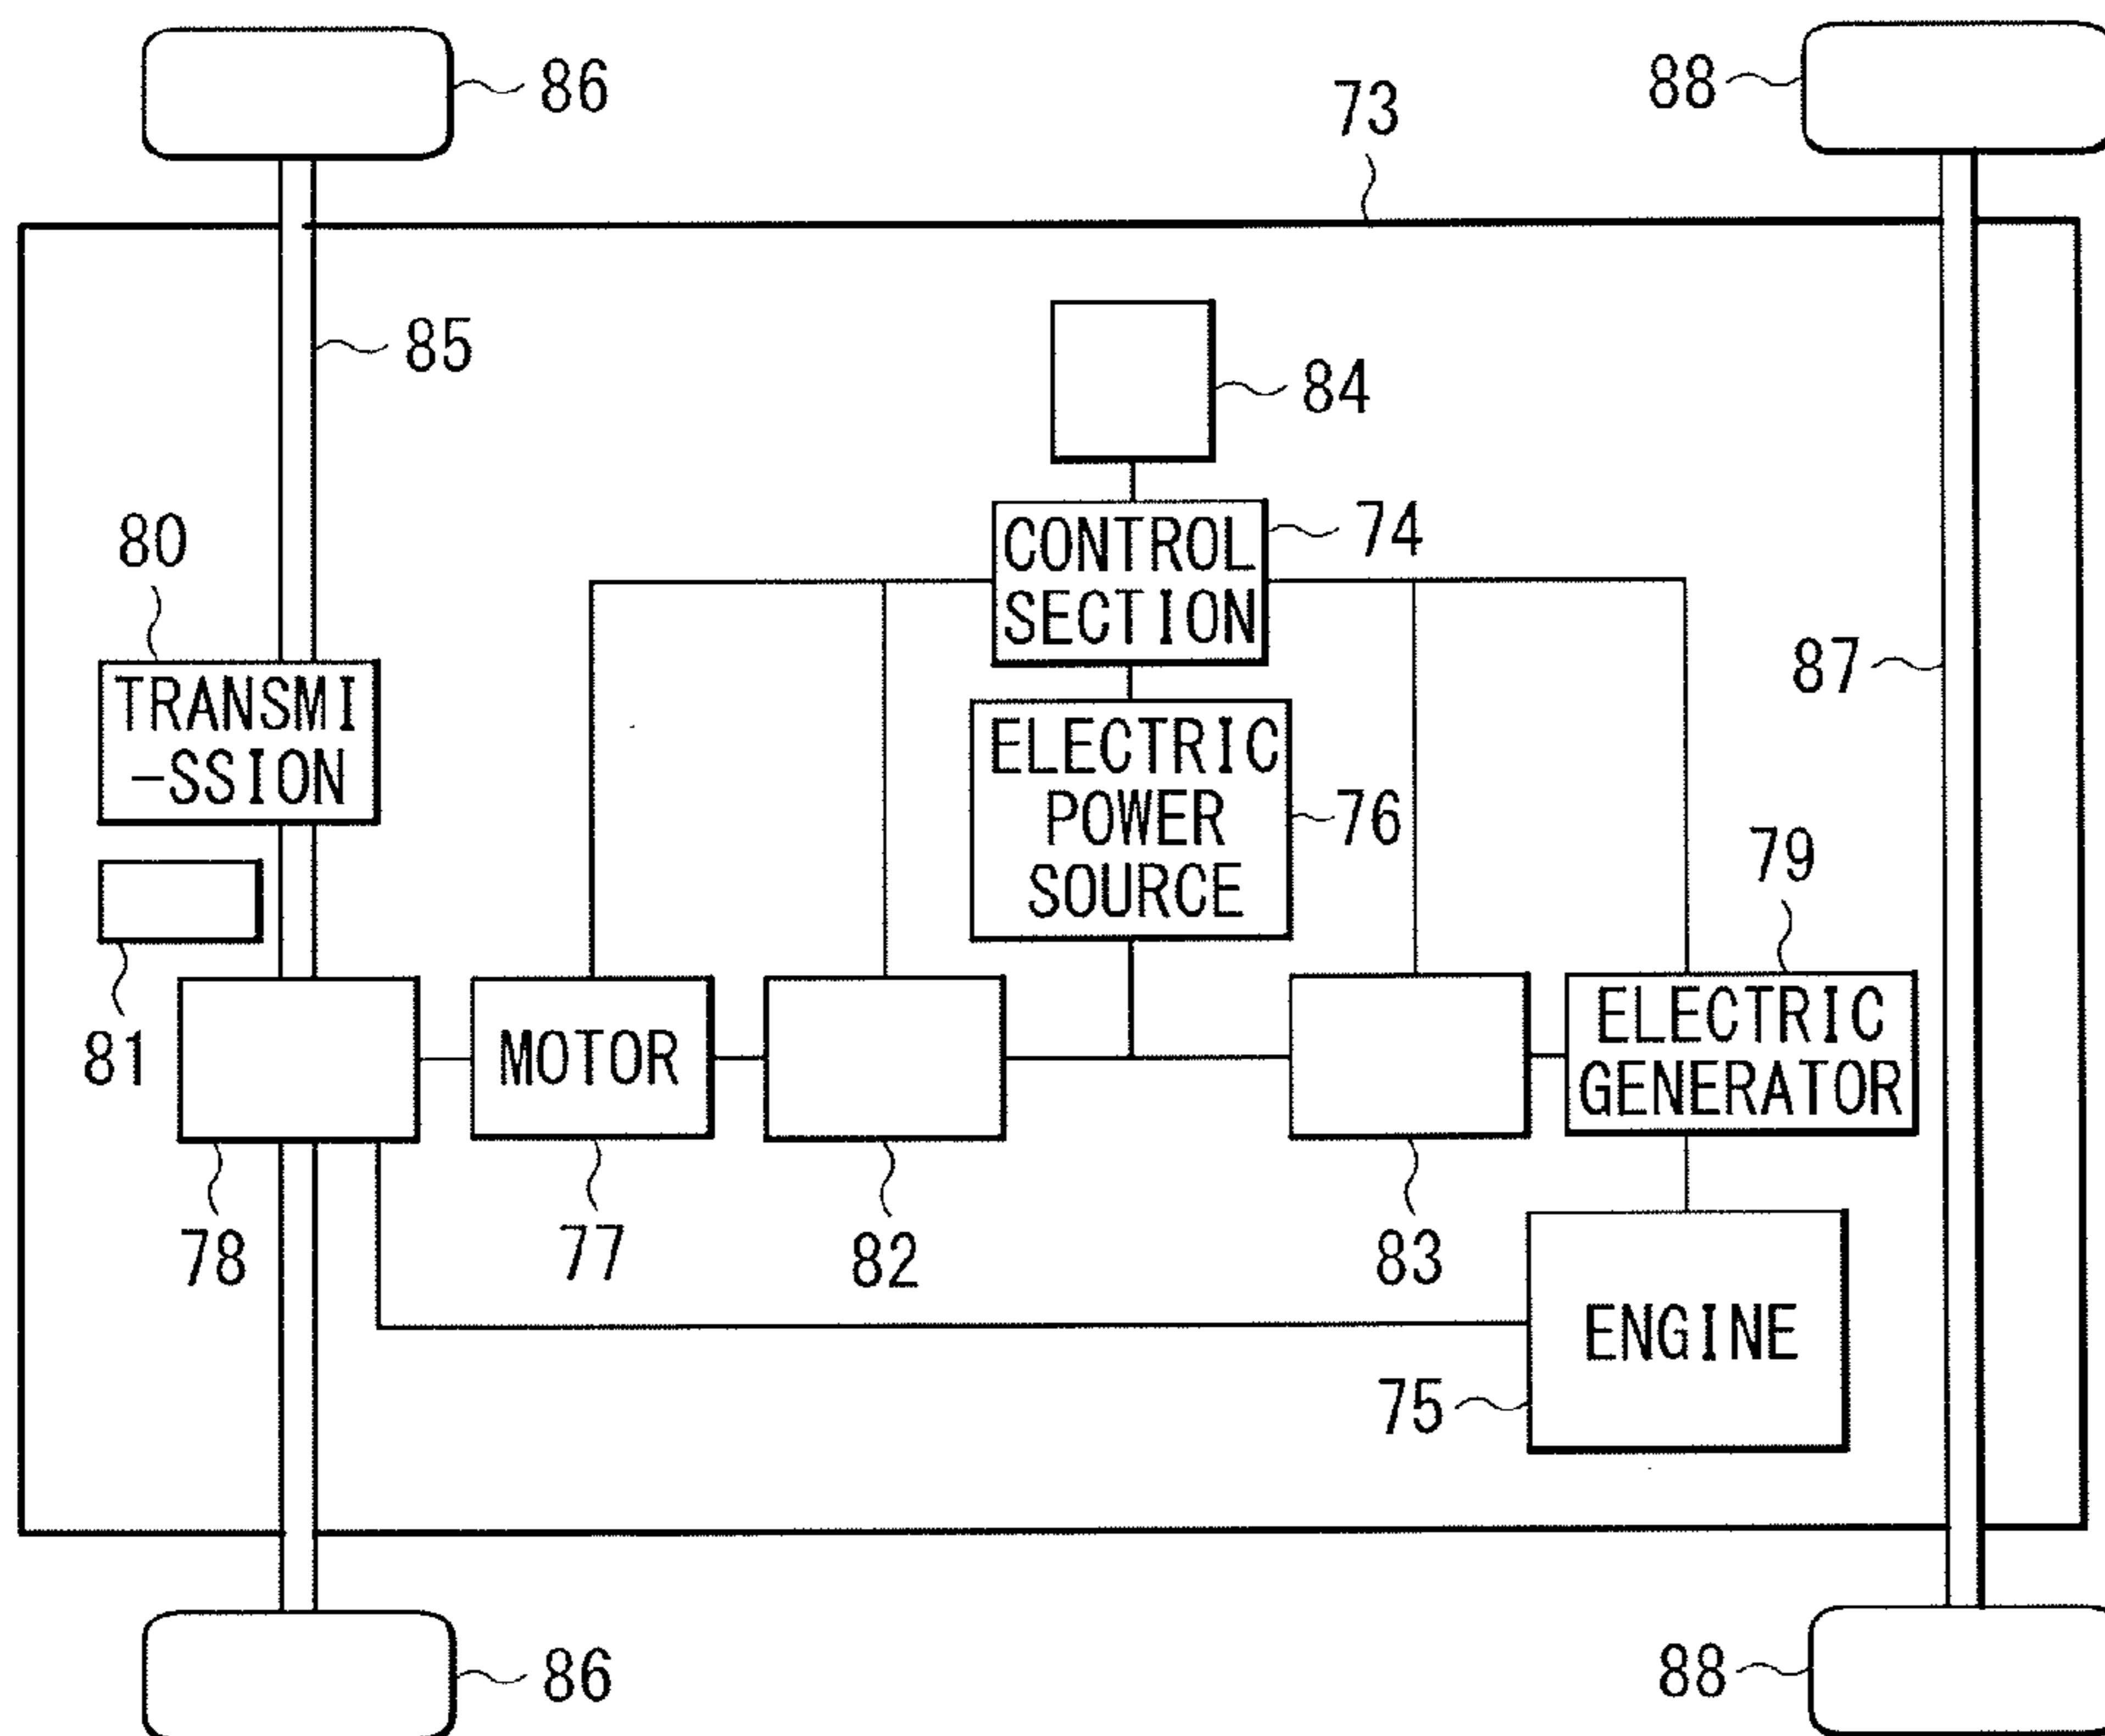 86
88
73
85
84
80
CONTROL
SECTION
74
87
TRANSMI
-SSION
ELECTRIC
POWER
SOURCE
76
79
81
MOTOR
ELECTRIC
GENERATOR
78
77
82
83
ENGINE
75
86
88